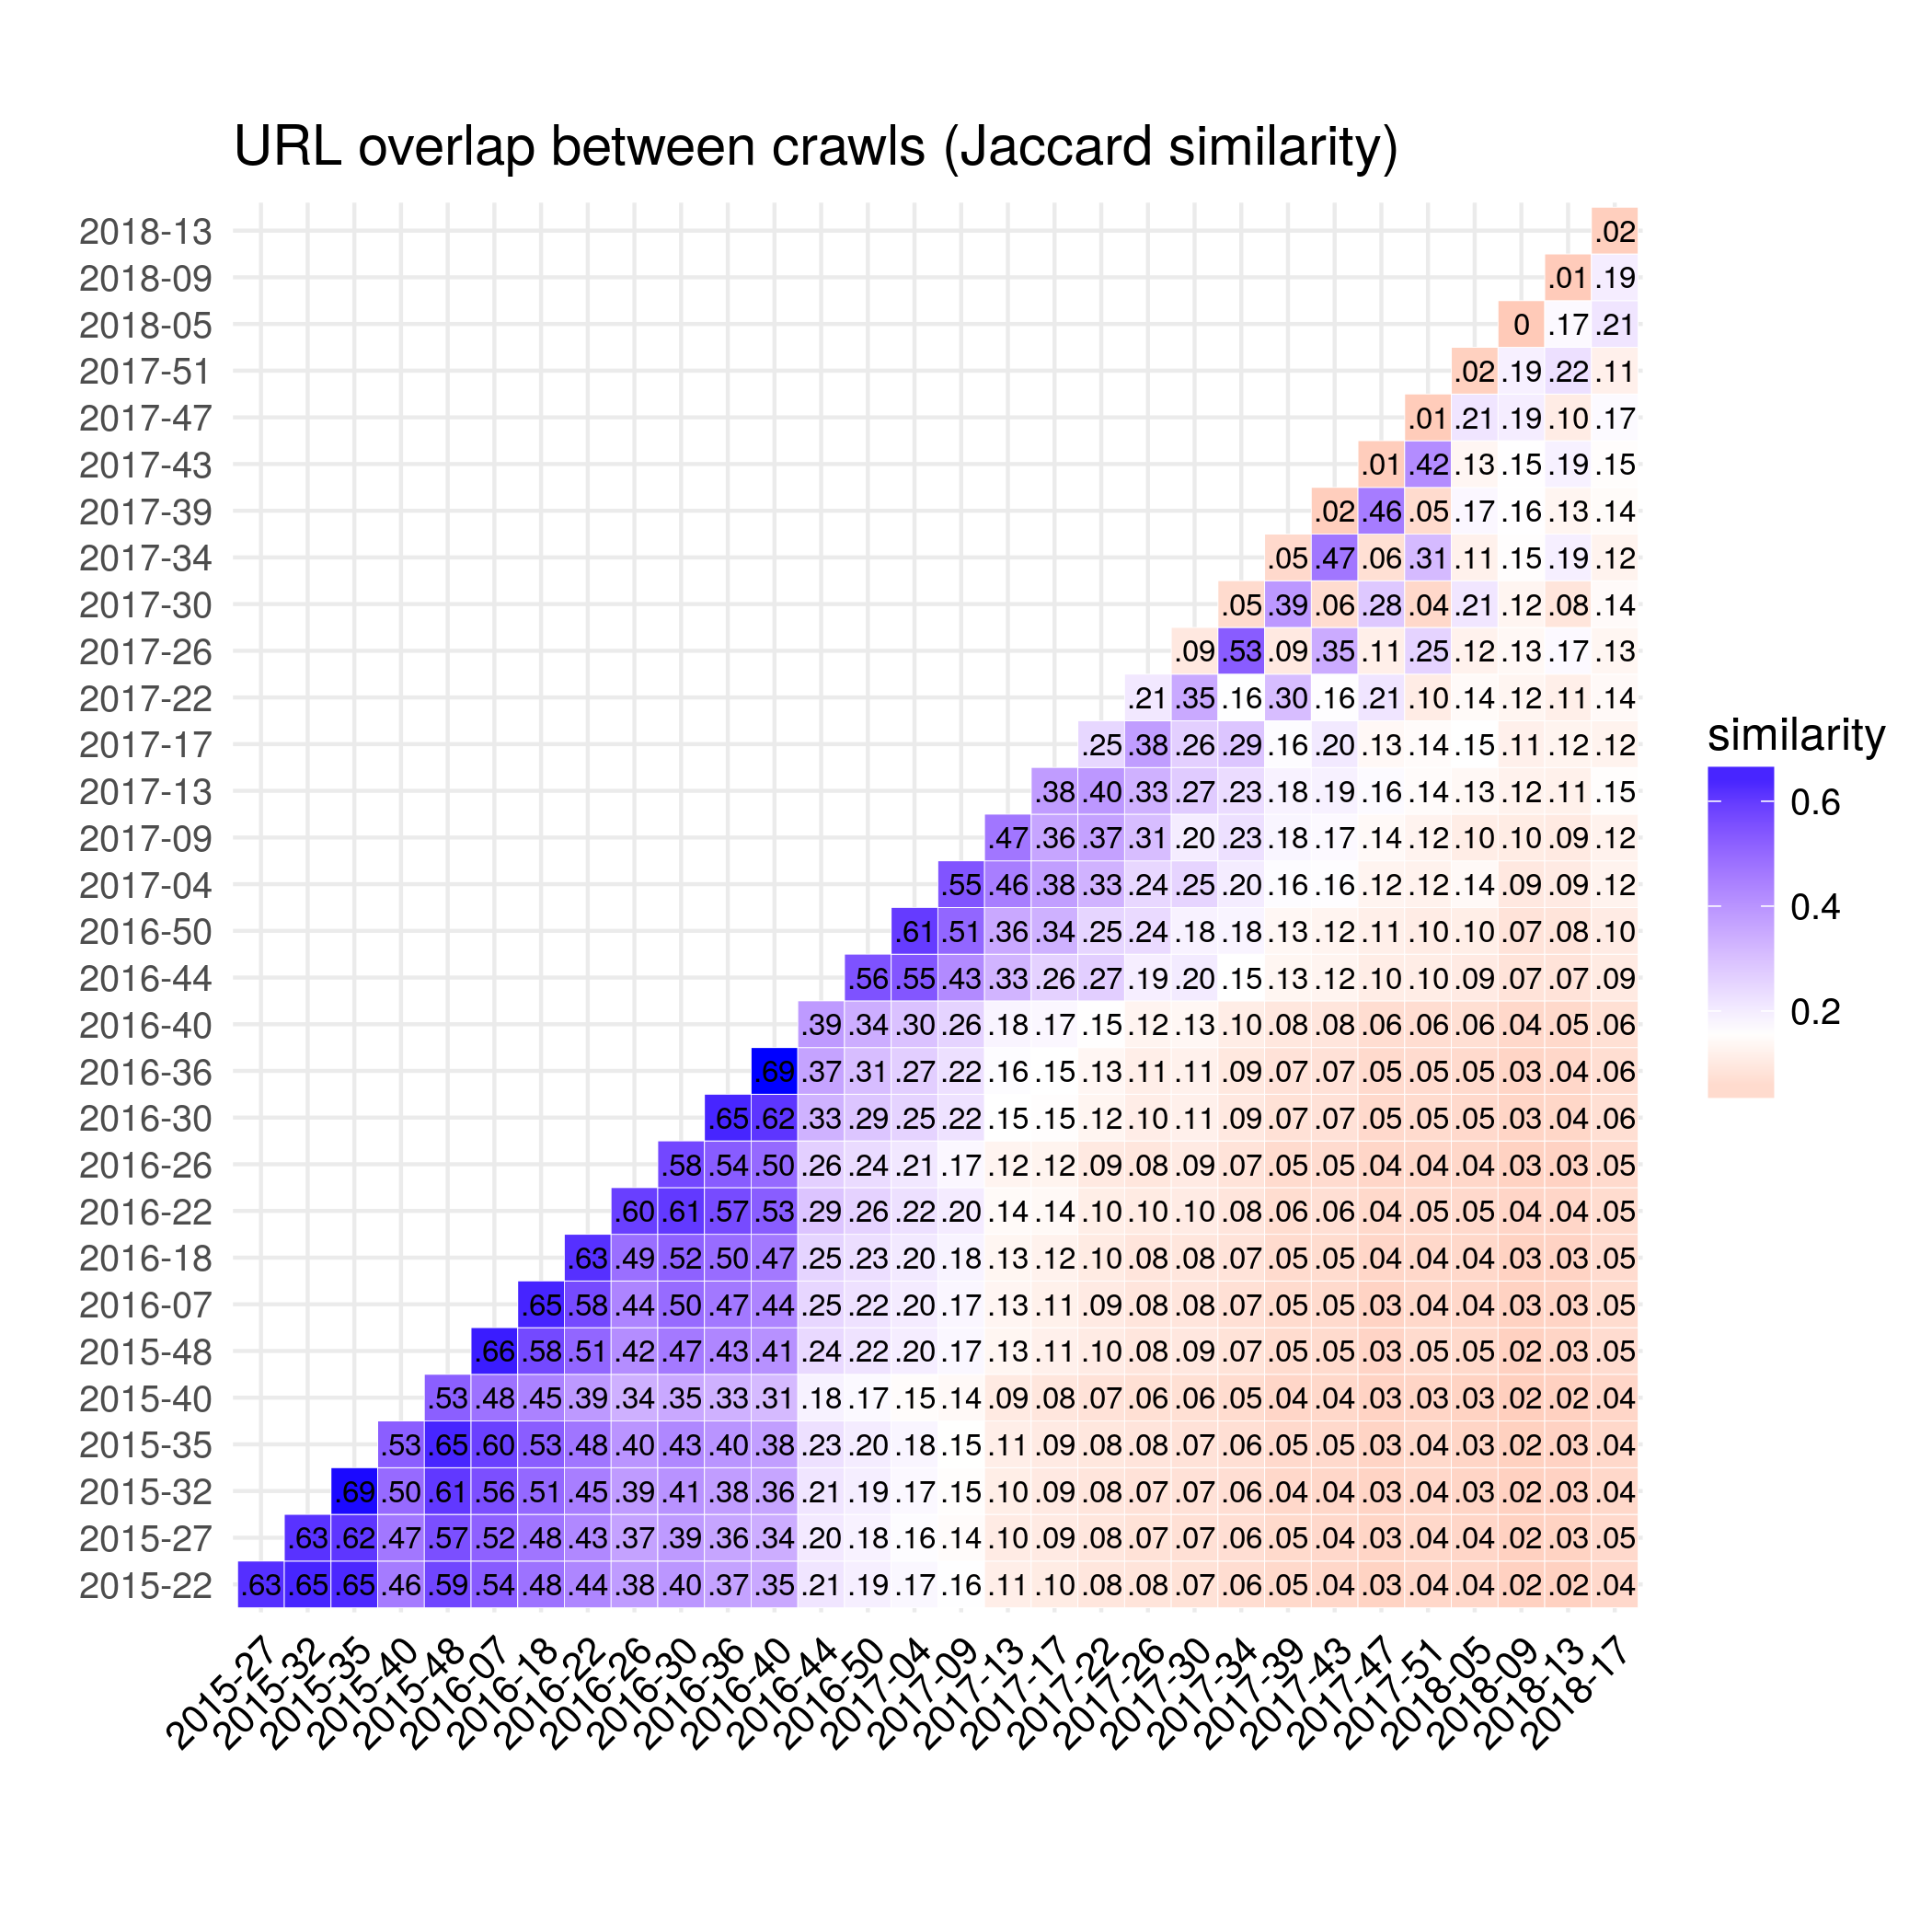 URL overlap between crawls (Jaccard similarity)
2018-13 .02
2018-09 .01 .19
2018-05 0 .17 .21
2017-51 .02 .19 .22 .11
2017-47 .01 .21 .19 .10 .17
2017-43 .01 .42 .13 .15 .19 .15
2017-39 .02 .46 .05 .17 .16 .13 .14
2017-34 .05 .47 .06 .31 .11 .15 .19 .12
2017-30 .05 .39 .06 .28 .04 .21 .12 .08 .14
2017-26 .09 .53 .09 .35 .11 .25 .12 .13 .17 .13
2017-22 .21 .35 .16 .30 .16 .21 .10 .14 .12 .11 .14
2017-17 .25 .38 .26 .29 .16 .20 .13 .14 .15 .11 .12 .12
2017-13 .38 .40 .33 .27 .23 .18 .19 .16 .14 .13 .12 .11 .15
2017-09 .47 .36 .37 .31 .20 .23 .18 .17 .14 .12 .10 .10 .09 .12
2017-04 .55 .46 .38 .33 .24 .25 .20 .16 .16 .12 .12 .14 .09 .09 .12
2016-50 .61 .51 .36 .34 .25 .24 .18 .18 .13 .12 .11 .10 .10 .07 .08 .10
2016-44 .56 .55 .43 .33 .26 .27 .19 .20 .15 .13 .12 .10 .10 .09 .07 .07 .09
2016-40 .39 .34 .30 .26 .18 .17 .15 .12 .13 .10 .08 .08 .06 .06 .06 .04 .05 .06
2016-36 .69 .37 .31 .27 .22 .16 .15 .13 .11 .11 .09 .07 .07 .05 .05 .05 .03 .04 .06
2016-30 .65 .62 .33 .29 .25 .22 .15 .15 .12 .10 .11 .09 .07 .07 .05 .05 .05 .03 .04 .06
2016-26 .58 .54 .50 .26 .24 .21 .17 .12 .12 .09 .08 .09 .07 .05 .05 .04 .04 .04 .03 .03 .05
2016-22 .60 .61 .57 .53 .29 .26 .22 .20 .14 .14 .10 .10 .10 .08 .06 .06 .04 .05 .05 .04 .04 .05
2016-18 .63 .49 .52 .50 .47 .25 .23 .20 .18 .13 .12 .10 .08 .08 .07 .05 .05 .04 .04 .04 .03 .03 .05
2016-07 .65 .58 .44 .50 .47 .44 .25 .22 .20 .17 .13 .11 .09 .08 .08 .07 .05 .05 .03 .04 .04 .03 .03 .05
2015-48 .66 .58 .51 .42 .47 .43 .41 .24 .22 .20 .17 .13 .11 .10 .08 .09 .07 .05 .05 .03 .05 .05 .02 .03 .05
2015-40 .53 .48 .45 .39 .34 .35 .33 .31 .18 .17 .15 .14 .09 .08 .07 .06 .06 .05 .04 .04 .03 .03 .03 .02 .02 .04
2015-35 .53 .65 .60 .53 .48 .40 .43 .40 .38 .23 .20 .18 .15 .11 .09 .08 .08 .07 .06 .05 .05 .03 .04 .03 .02 .03 .04
2015-32 .69 .50 .61 .56 .51 .45 .39 .41 .38 .36 .21 .19 .17 .15 .10 .09 .08 .07 .07 .06 .04 .04 .03 .04 .03 .02 .03 .04
2015-27 .63 .62 .47 .57 .52 .48 .43 .37 .39 .36 .34 .20 .18 .16 .14 .10 .09 .08 .07 .07 .06 .05 .04 .03 .04 .04 .02 .03 .05
2015-22 .63 .65 .65 .46 .59 .54 .48 .44 .38 .40 .37 .35 .21 .19 .17 .16 .11 .10 .08 .08 .07 .06 .05 .04 .03 .04 .04 .02 .02 .04
2015-27
2015-32
2015-35
2015-40
2015-48
2016-07
2016-18
2016-22
2016-26
2016-30
2016-36
2016-40
2016-44
2016-50
2017-04
2017-09
2017-13
2017-17
2017-22
2017-26
2017-30
2017-34
2017-39
2017-43
2017-47
2017-51
2018-05
2018-09
2018-13
2018-17
similarity
0.6
0.4
0.2